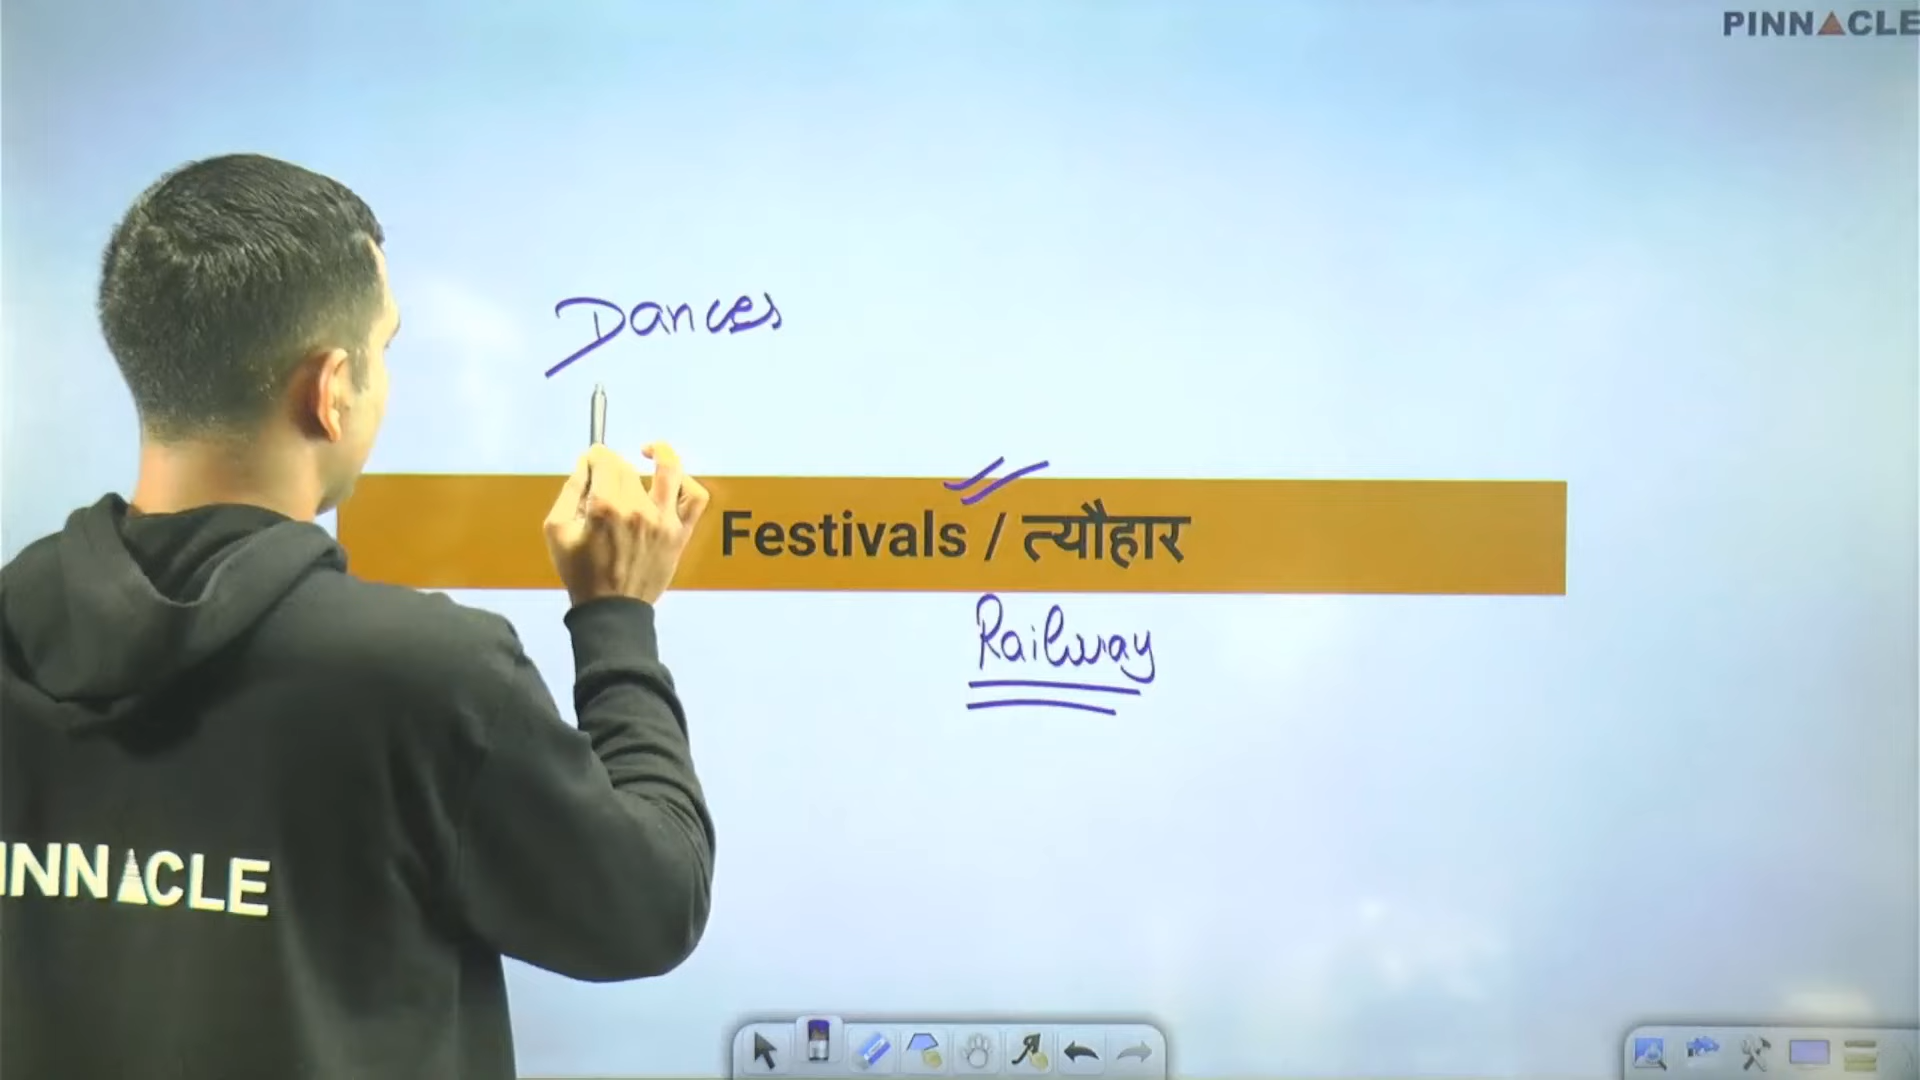 PINNACLE
Dances
Festivals / त्यौहार
Railway
INNACLE